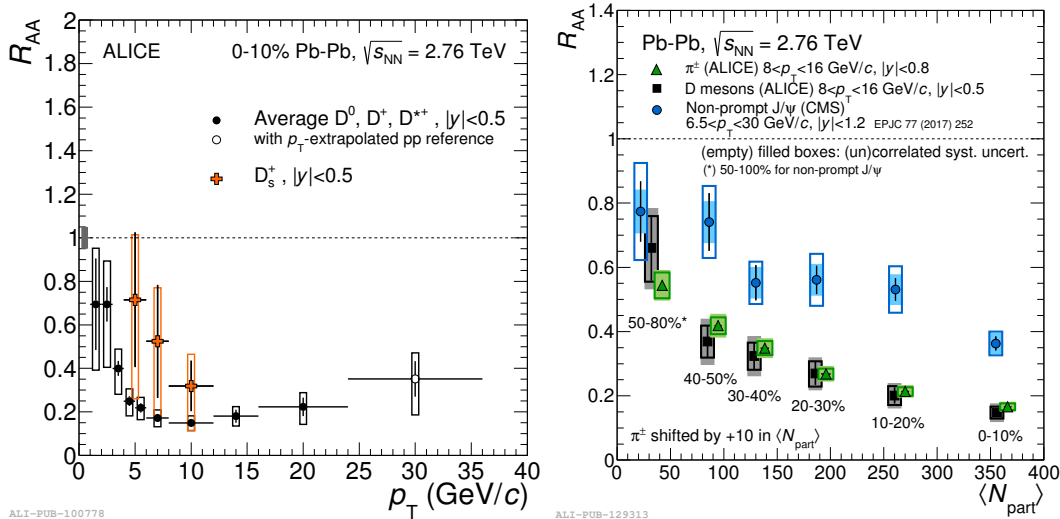 R_AA
2
1.8
1.6
1.4
1.2
1
0.8
0.6
0.4
0.2
0
ALICE
0-10% Pb-Pb, √s_NN = 2.76 TeV
Average D⁰, D⁺, D*⁺ , |y|<0.5
with p_T-extrapolated pp reference
D_s⁺ , |y|<0.5
0 5 10 15 20 25 30 35 40
p_T (GeV/c)
ALI-PUB-100778
R_AA
1.4
1.2
1
0.8
0.6
0.4
0.2
0
Pb-Pb, √s_NN = 2.76 TeV
π± (ALICE) 8<p_T<16 GeV/c, |y|<0.8
D mesons (ALICE) 8<p_T<16 GeV/c, |y|<0.5
Non-prompt J/ψ (CMS)
6.5<p_T<30 GeV/c, |y|<1.2 EPJC 77 (2017) 252
(empty) filled boxes: (un)correlated syst. uncert.
(*) 50-100% for non-prompt J/ψ
50-80%*
40-50%
30-40%
20-30%
10-20%
0-10%
π± shifted by +10 in ⟨N_part⟩
0 50 100 150 200 250 300 350 400
⟨N_part⟩
ALI-PUB-129313